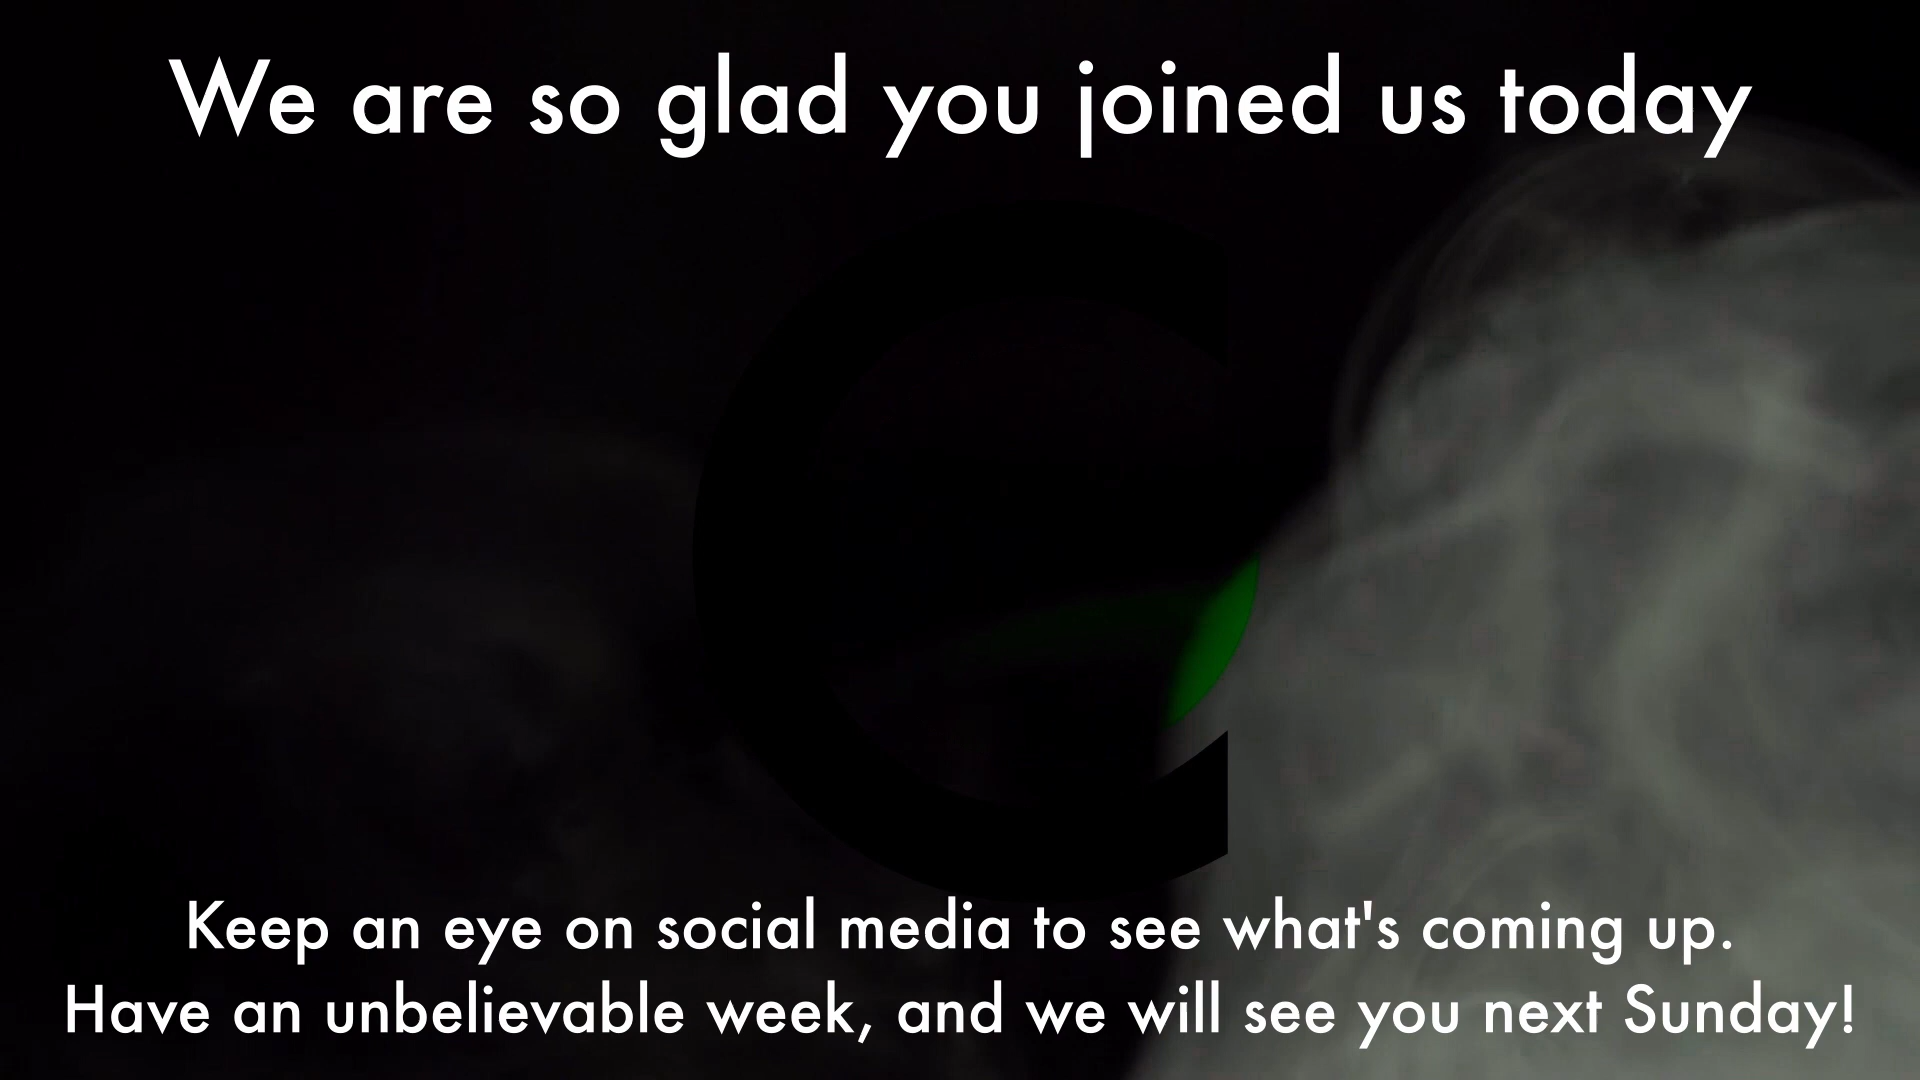 We are so glad you joined us today
Keep an eye on social media to see what's coming up.
Have an unbelievable week, and we will see you next Sunday!